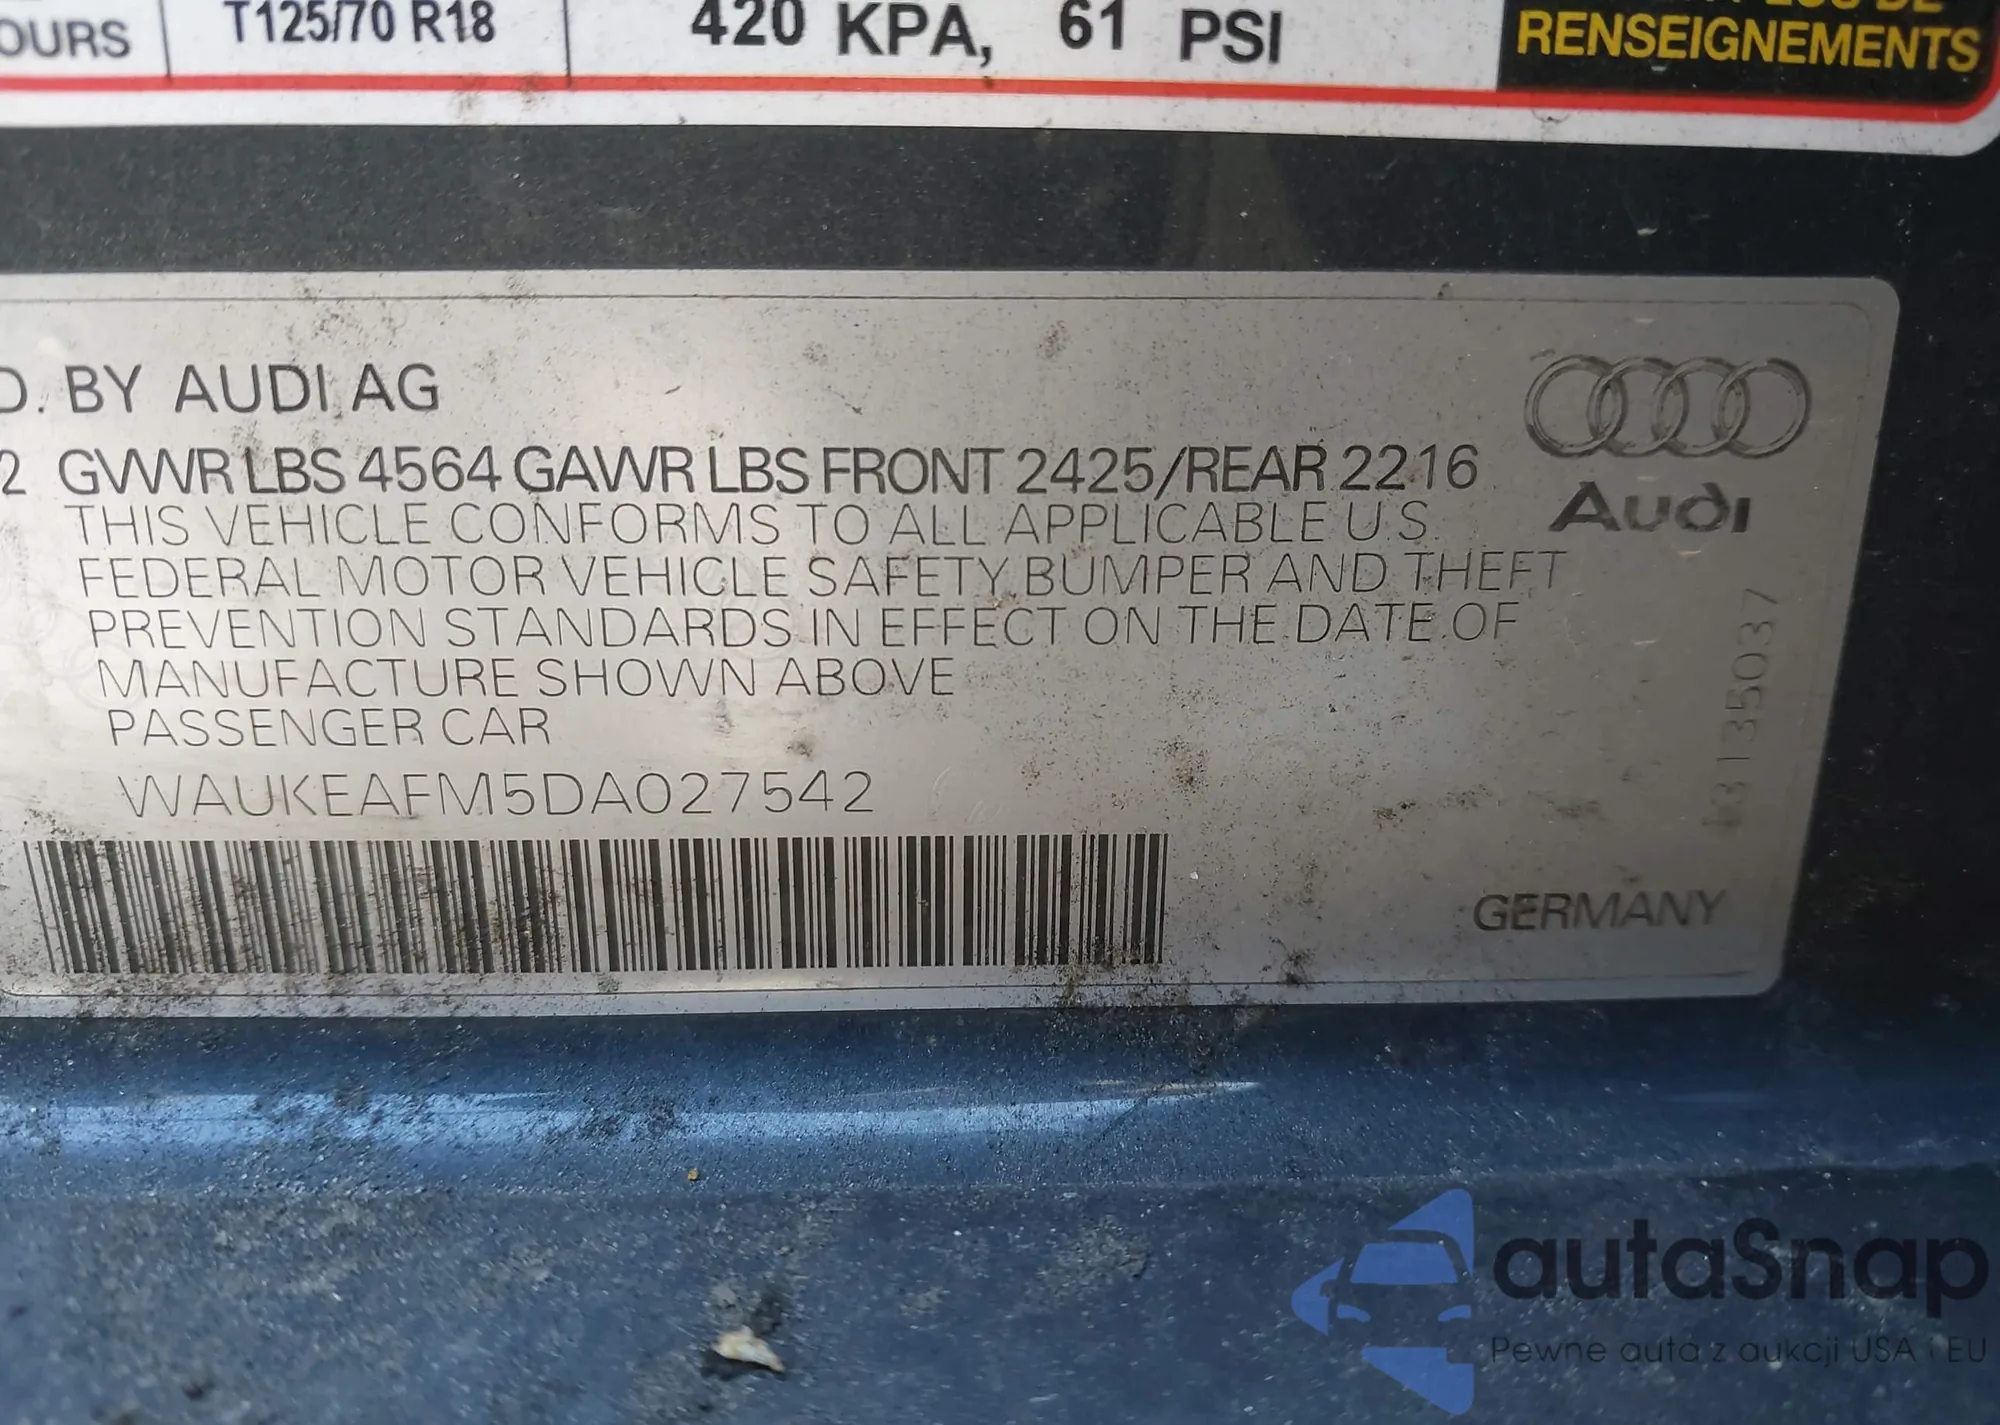 OURS T125/70 R18 420 KPA, 61 PSI
RENSEIGNEMENTS
D. BY AUDI AG
2 GVWR LBS 4564 GAWR LBS FRONT 2425/REAR 2216
THIS VEHICLE CONFORMS TO ALL APPLICABLE U.S.
FEDERAL MOTOR VEHICLE SAFETY BUMPER AND THEFT
PREVENTION STANDARDS IN EFFECT ON THE DATE OF
MANUFACTURE SHOWN ABOVE
PASSENGER CAR
WAUKEAFM5DA027542
Audi
GERMANY
autaSnap
Pewne auta z aukcji USA i EU